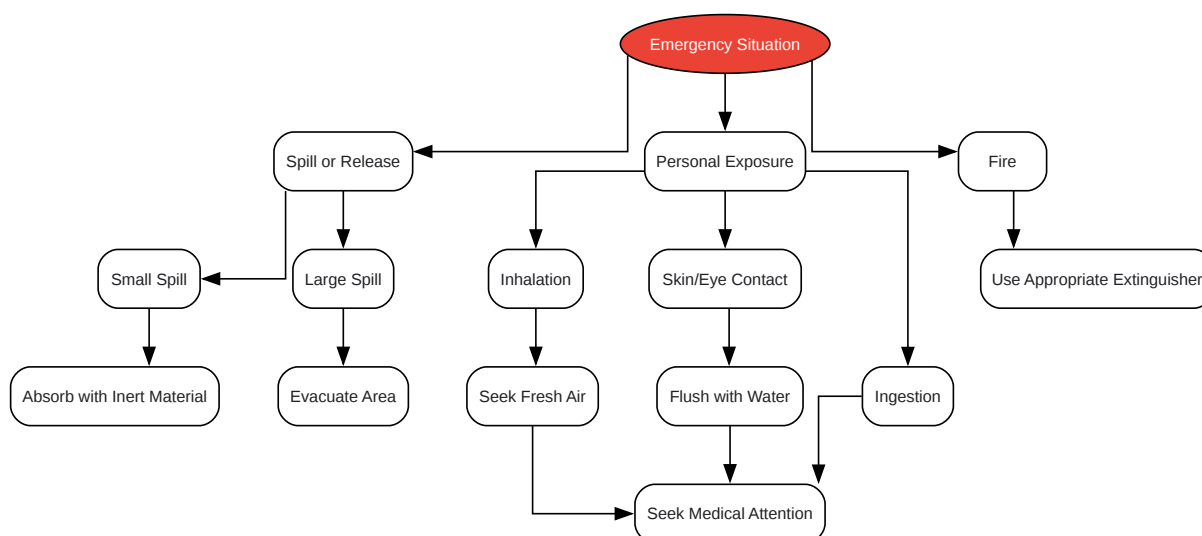 Emergency Situation
Spill or Release
Personal Exposure
Fire
Small Spill
Large Spill
Inhalation
Skin/Eye Contact
Use Appropriate Extinguisher
Absorb with Inert Material
Evacuate Area
Seek Fresh Air
Flush with Water
Ingestion
Seek Medical Attention